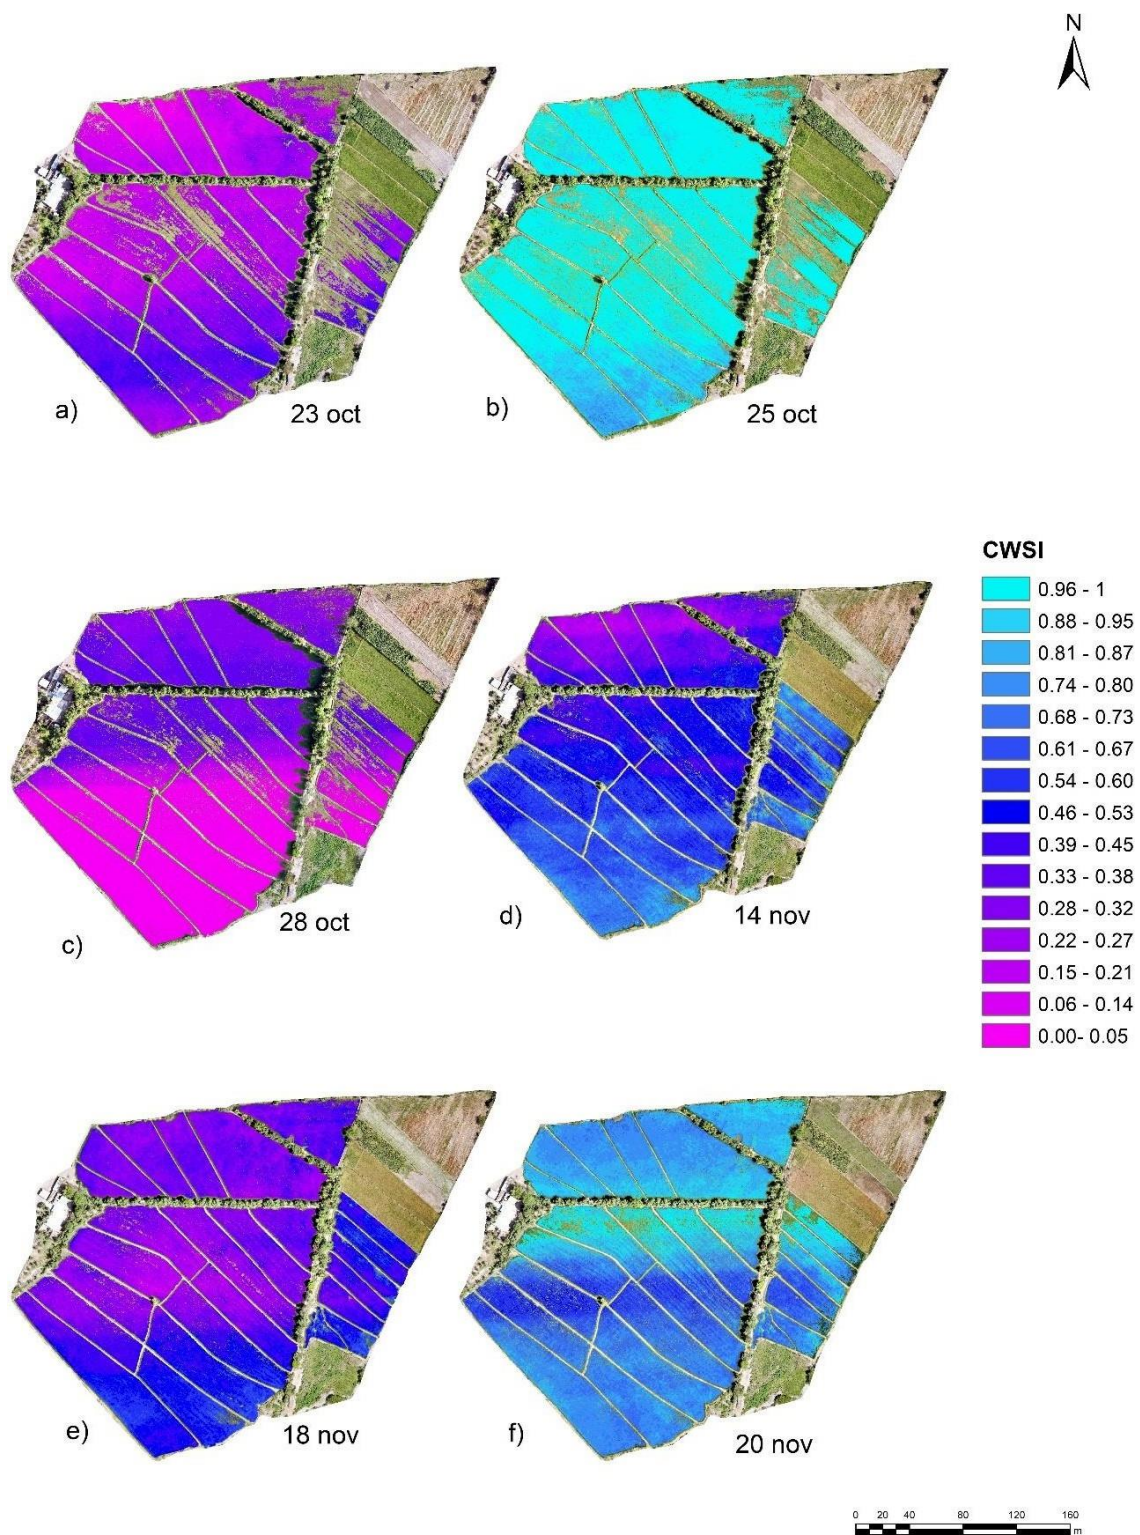 N
a)
23 oct
b)
25 oct
CWSI
0.96 - 1
0.88 - 0.95
0.81 - 0.87
0.74 - 0.80
0.68 - 0.73
0.61 - 0.67
0.54 - 0.60
0.46 - 0.53
0.39 - 0.45
0.33 - 0.38
0.28 - 0.32
0.22 - 0.27
0.15 - 0.21
0.06 - 0.14
0.00- 0.05
c)
28 oct
d)
14 nov
e)
18 nov
f)
20 nov
0 20 40 80 120 160
m